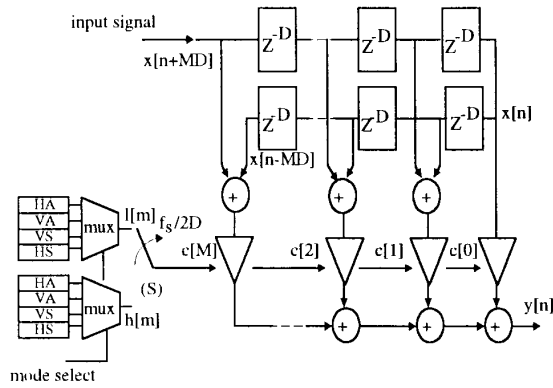 input signal
x[n+MD]
Z^-D
Z^-D
Z^-D
Z^-D
Z^-D
Z^-D
x[n]
x[n-MD]
+
+
+
HA
VA
VS
HS
mux
l[m]
f_s/2D
(S)
c[M]
c[2]
c[1]
c[0]
HA
VA
VS
HS
mux
h[m]
+
+
+
y[n]
mode select